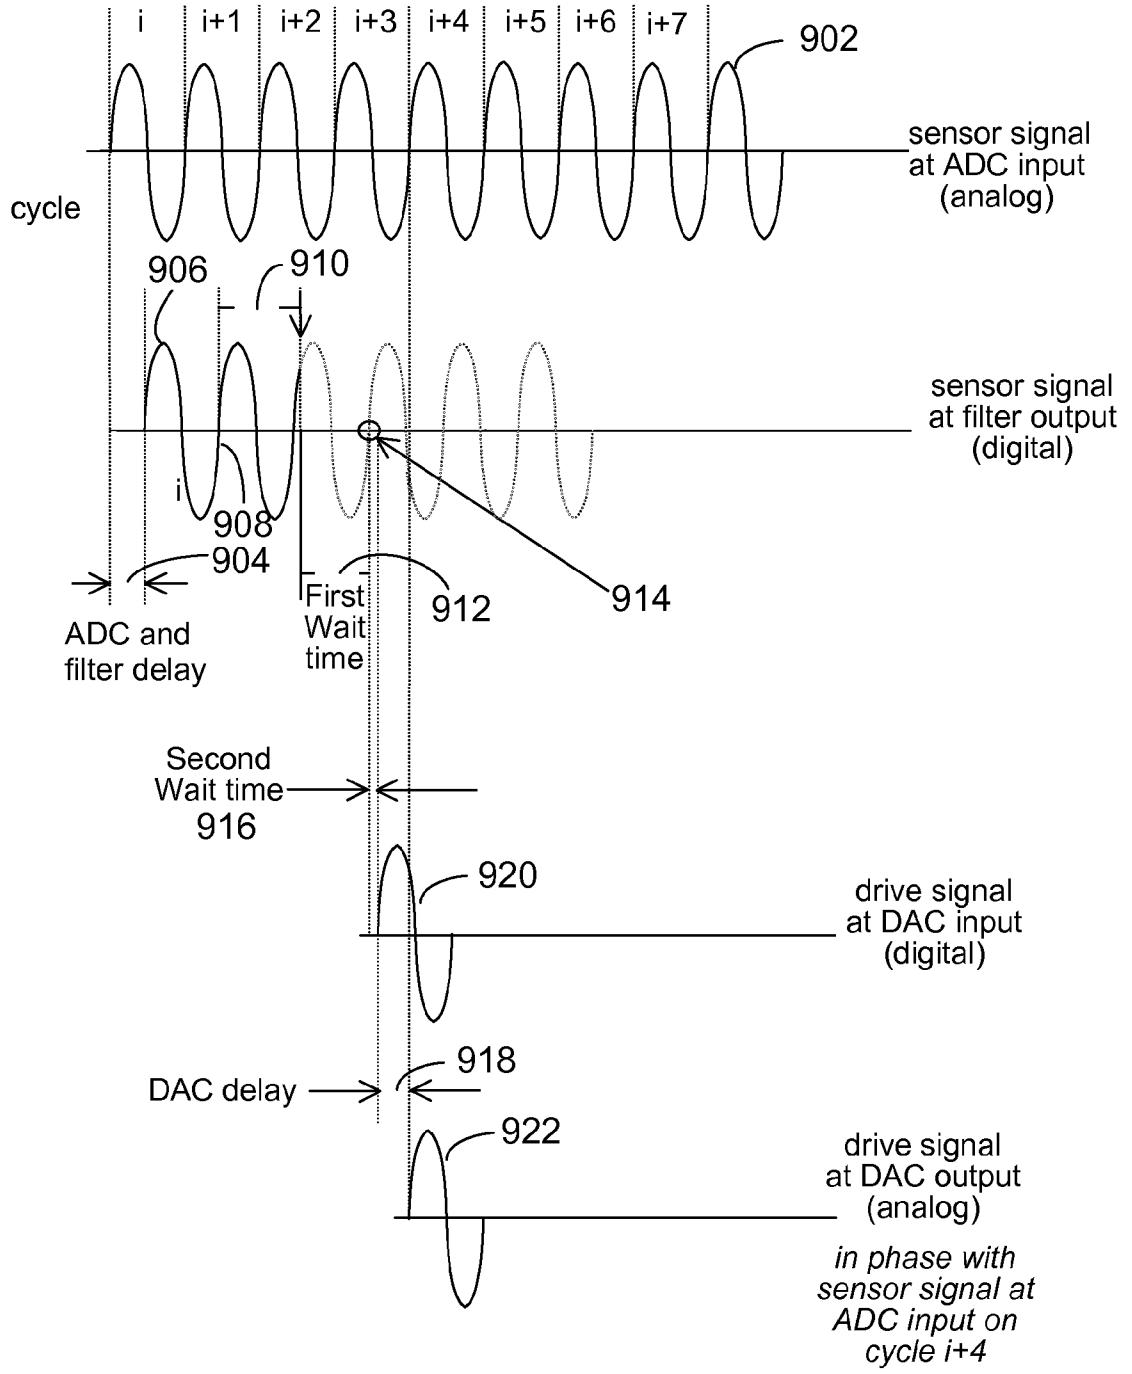 i i+1 i+2 i+3 i+4 i+5 i+6 i+7
902
sensor signal
at ADC input
(analog)
cycle
906
910
sensor signal
at filter output
(digital)
i
908
904
912
914
First
Wait
time
ADC and
filter delay
Second
Wait time
916
920
drive signal
at DAC input
(digital)
918
DAC delay
922
drive signal
at DAC output
(analog)
in phase with
sensor signal at
ADC input on
cycle i+4